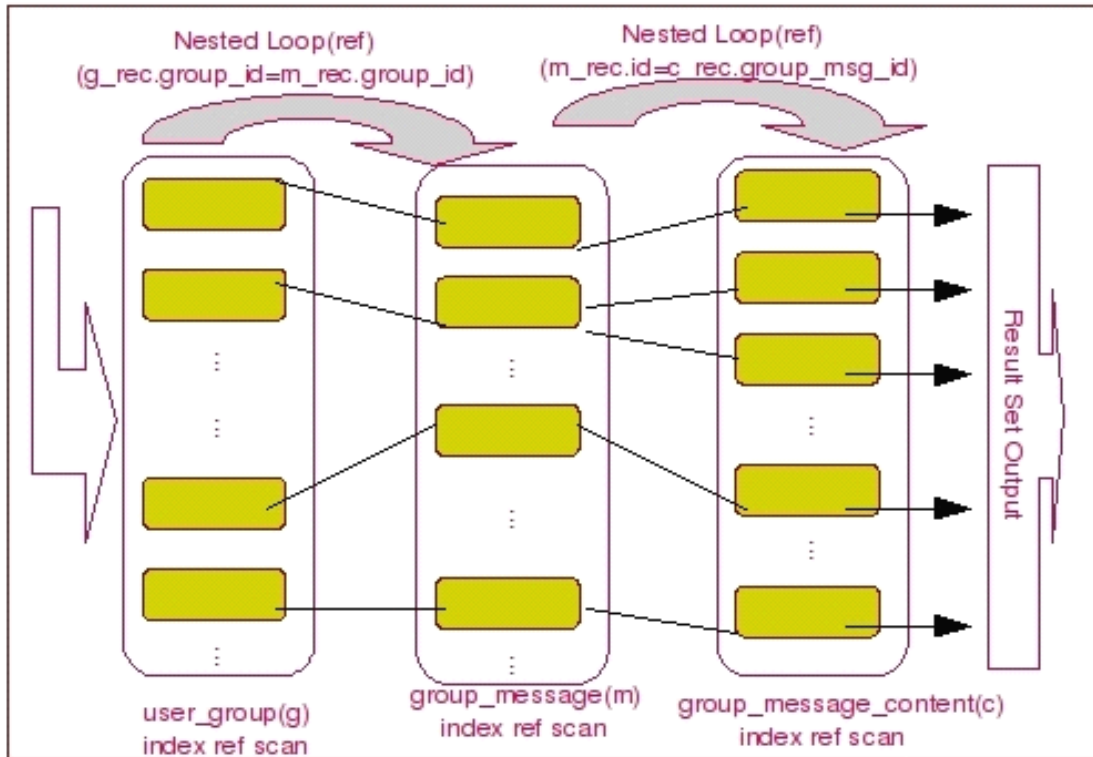 Nested Loop(ref)
(g_rec.group_id=m_rec.group_id)
Nested Loop(ref)
(m_rec.id=c_rec.group_msg_id)
Result Set Output
user_group(g)
index ref scan
group_message(m)
index ref scan
group_message_content(c)
index ref scan